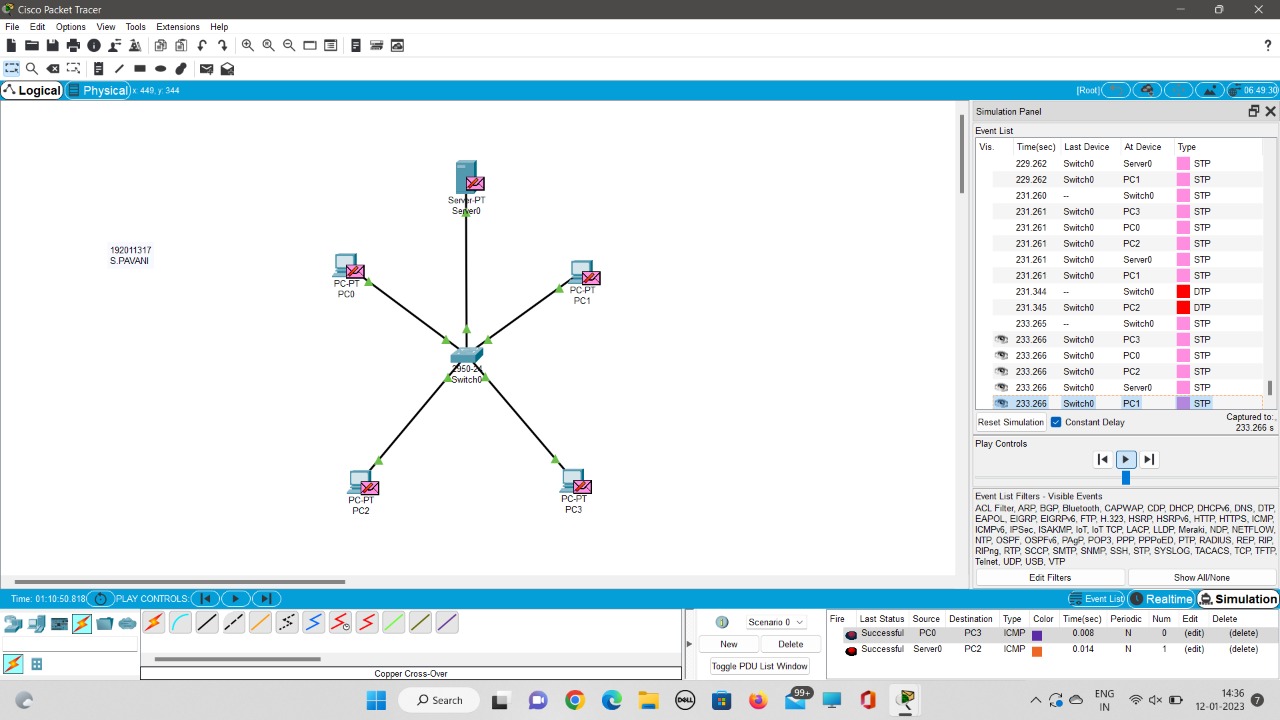 Cisco Packet Tracer
File Edit Options View Tools Extensions Help
?
Logical Physical x: 449, y: 344 [Root] 06:49:30
192011317
S.PAVANI
Server-PT
Server0
PC-PT
PC0
PC-PT
PC1
2950-24
Switch0
PC-PT
PC2
PC-PT
PC3
Simulation Panel
Event List
Vis. Time(sec) Last Device At Device Type
229.262 Switch0 Server0 STP
229.262 Switch0 PC1 STP
231.260 -- Switch0 STP
231.261 Switch0 PC3 STP
231.261 Switch0 PC0 STP
231.261 Switch0 PC2 STP
231.261 Switch0 Server0 STP
231.261 Switch0 PC1 STP
231.344 -- Switch0 DTP
231.345 Switch0 PC2 DTP
233.265 -- Switch0 STP
233.266 Switch0 PC3 STP
233.266 Switch0 PC0 STP
233.266 Switch0 PC2 STP
233.266 Switch0 Server0 STP
233.266 Switch0 PC1 STP
Reset Simulation Constant Delay Captured to:
233.266 s
Play Controls
Event List Filters - Visible Events
ACL Filter, ARP, BGP, Bluetooth, CAPWAP, CDP, DHCP, DHCPv6, DNS, DTP,
EAPOL, EIGRP, EIGRPv6, FTP, H.323, HSRP, HSRPv6, HTTP, HTTPS, ICMP,
ICMPv6, IPSec, ISAKMP, IoT, IoT TCP, LACP, LLDP, Meraki, NDP, NETFLOW,
NTP, OSPF, OSPFv6, PAgP, POP3, PPP, PPPoED, PTP, RADIUS, REP, RIP,
RIPng, RTP, SCCP, SMTP, SNMP, SSH, STP, SYSLOG, TACACS, TCP, TFTP,
Telnet, UDP, USB, VTP
Edit Filters Show All/None
Time: 01:10:50.818 PLAY CONTROLS: Event List Realtime Simulation
Scenario 0
New Delete
Toggle PDU List Window
Copper Cross-Over
Fire Last Status Source Destination Type Color Time(sec) Periodic Num Edit Delete
Successful PC0 PC3 ICMP 0.008 N 0 (edit) (delete)
Successful Server0 PC2 ICMP 0.014 N 1 (edit) (delete)
Search
DELL
99+
ENG
IN
14:36
12-01-2023
7